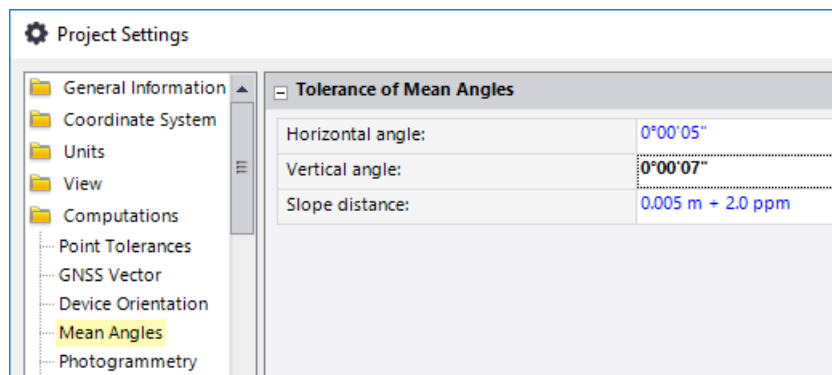 Project Settings
General Information
Coordinate System
Units
View
Computations
Point Tolerances
GNSS Vector
Device Orientation
Mean Angles
Photogrammetry
Tolerance of Mean Angles
Horizontal angle: 0°00'05"
Vertical angle: 0°00'07"
Slope distance: 0.005 m + 2.0 ppm